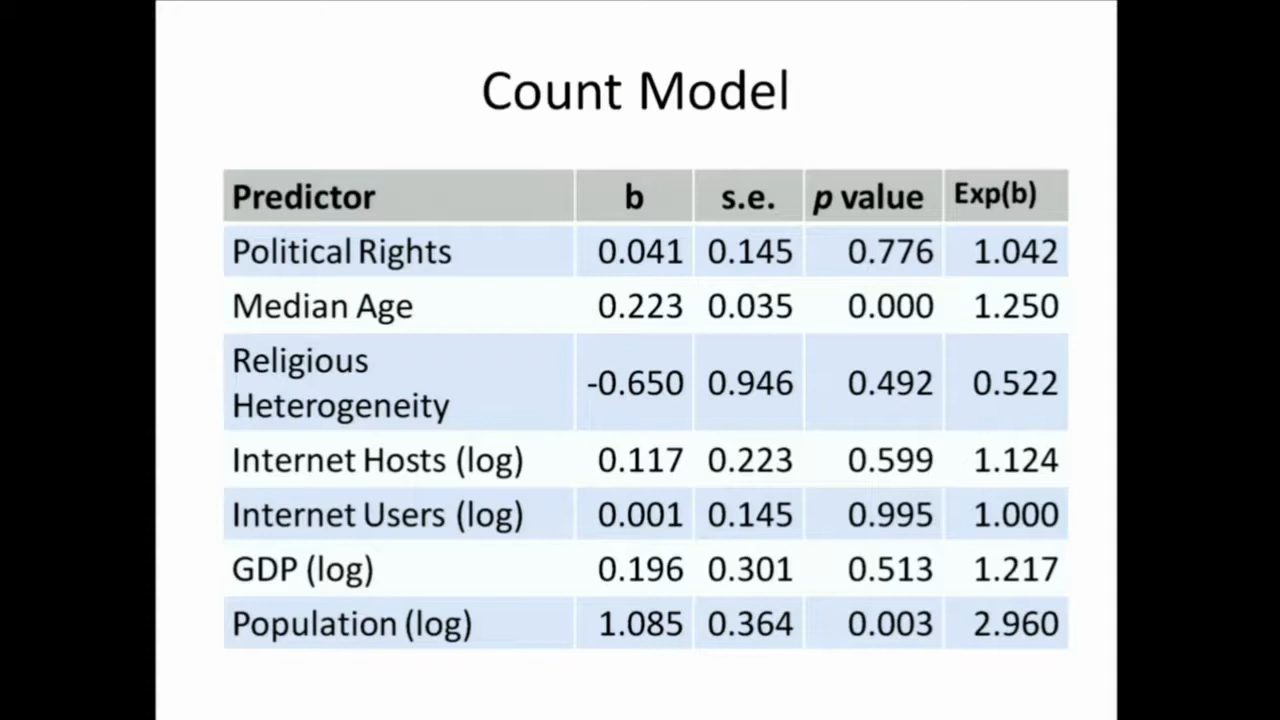 Count Model
Predictor b s.e. p value Exp(b)
Political Rights 0.041 0.145 0.776 1.042
Median Age 0.223 0.035 0.000 1.250
Religious
Heterogeneity -0.650 0.946 0.492 0.522
Internet Hosts (log) 0.117 0.223 0.599 1.124
Internet Users (log) 0.001 0.145 0.995 1.000
GDP (log) 0.196 0.301 0.513 1.217
Population (log) 1.085 0.364 0.003 2.960